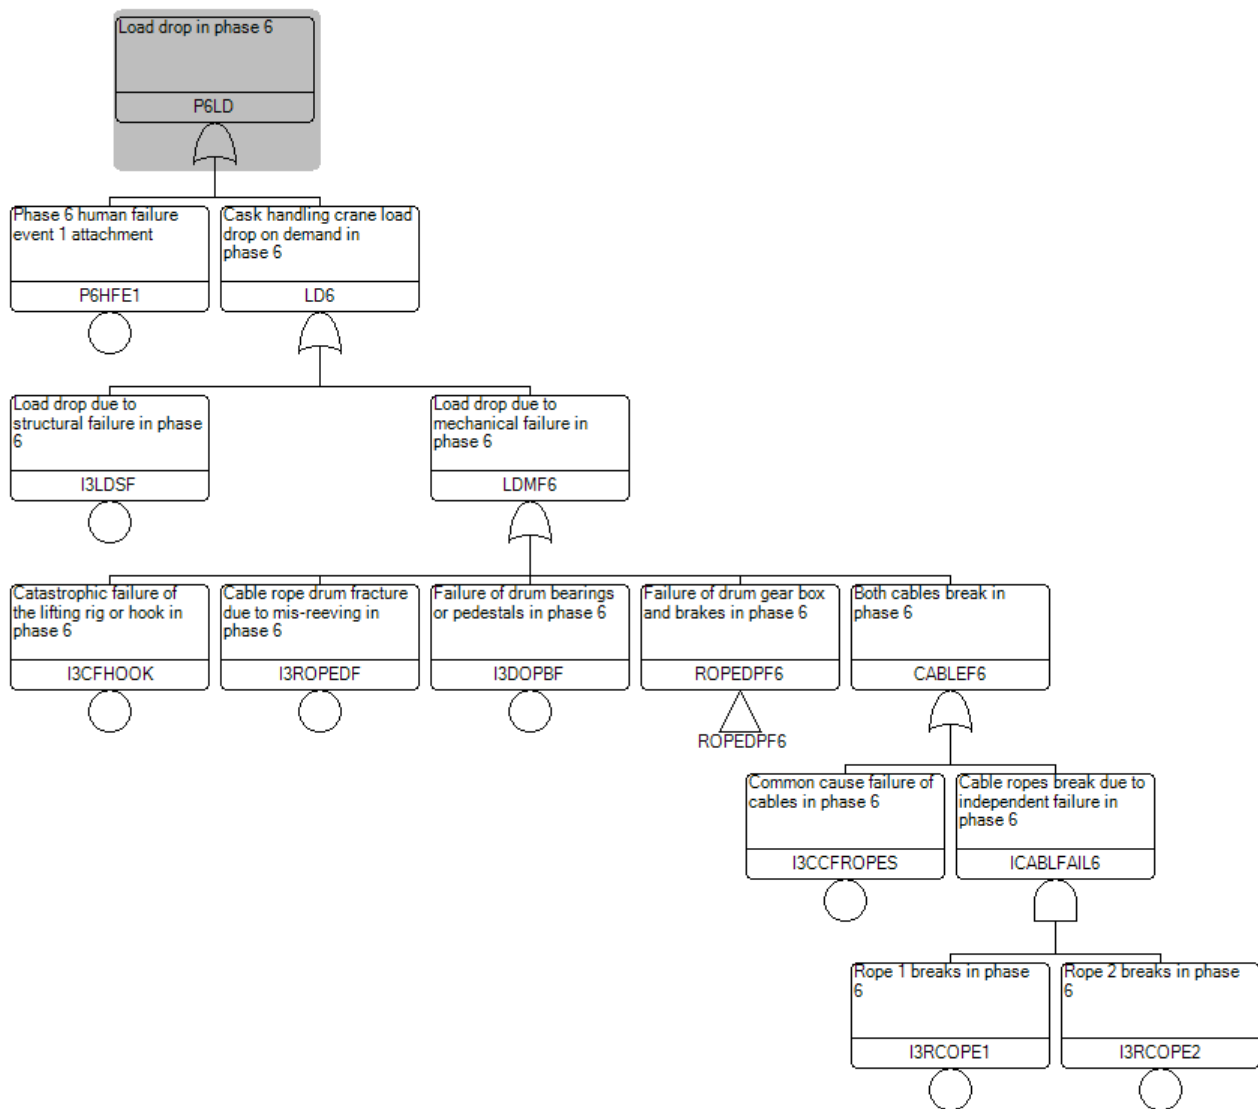 Load drop in phase 6
P6LD
Phase 6 human failure
event 1 attachment
P6HFE1
Cask handling crane load
drop on demand in
phase 6
LD6
Load drop due to
structural failure in phase
6
I3LDSF
Load drop due to
mechanical failure in
phase 6
LDMF6
Catastrophic failure of
the lifting rig or hook in
phase 6
I3CFHOOK
Cable rope drum fracture
due to mis-reeving in
phase 6
I3ROPEDF
Failure of drum bearings
or pedestals in phase 6
I3DOPBF
Failure of drum gear box
and brakes in phase 6
ROPEDPF6
ROPEDPF6
Both cables break in
phase 6
CABLEF6
Common cause failure of
cables in phase 6
I3CCFROPES
Cable ropes break due to
independent failure in
phase 6
ICABLFAIL6
Rope 1 breaks in phase
6
I3RCOPE1
Rope 2 breaks in phase
6
I3RCOPE2